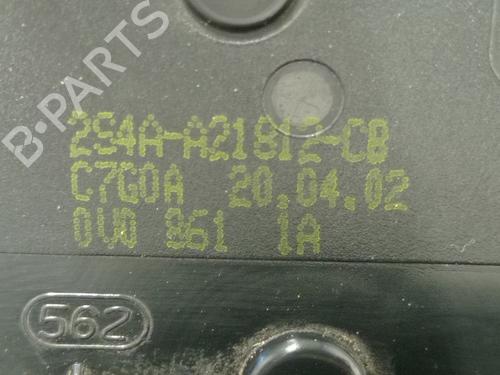 2S4A-A21812-CB
C7G0A 20.04.02
0U0 861 1A
562
B-PARTS